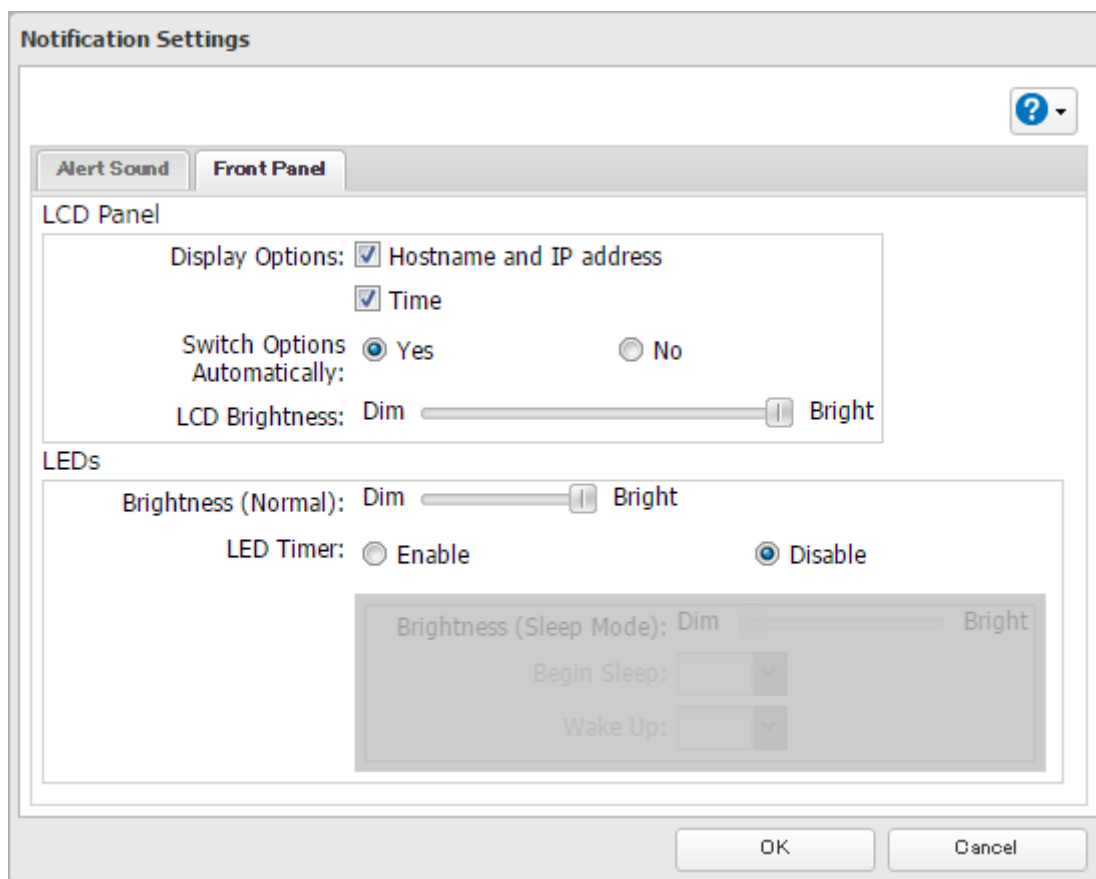 Notification Settings
?
Alert Sound Front Panel
LCD Panel
Display Options: Hostname and IP address
Time
Switch Options
Automatically: Yes No
LCD Brightness: Dim Bright
LEDs
Brightness (Normal): Dim Bright
LED Timer: Enable Disable
Brightness (Sleep Mode): Dim Bright
Begin Sleep:
Wake Up:
OK Cancel